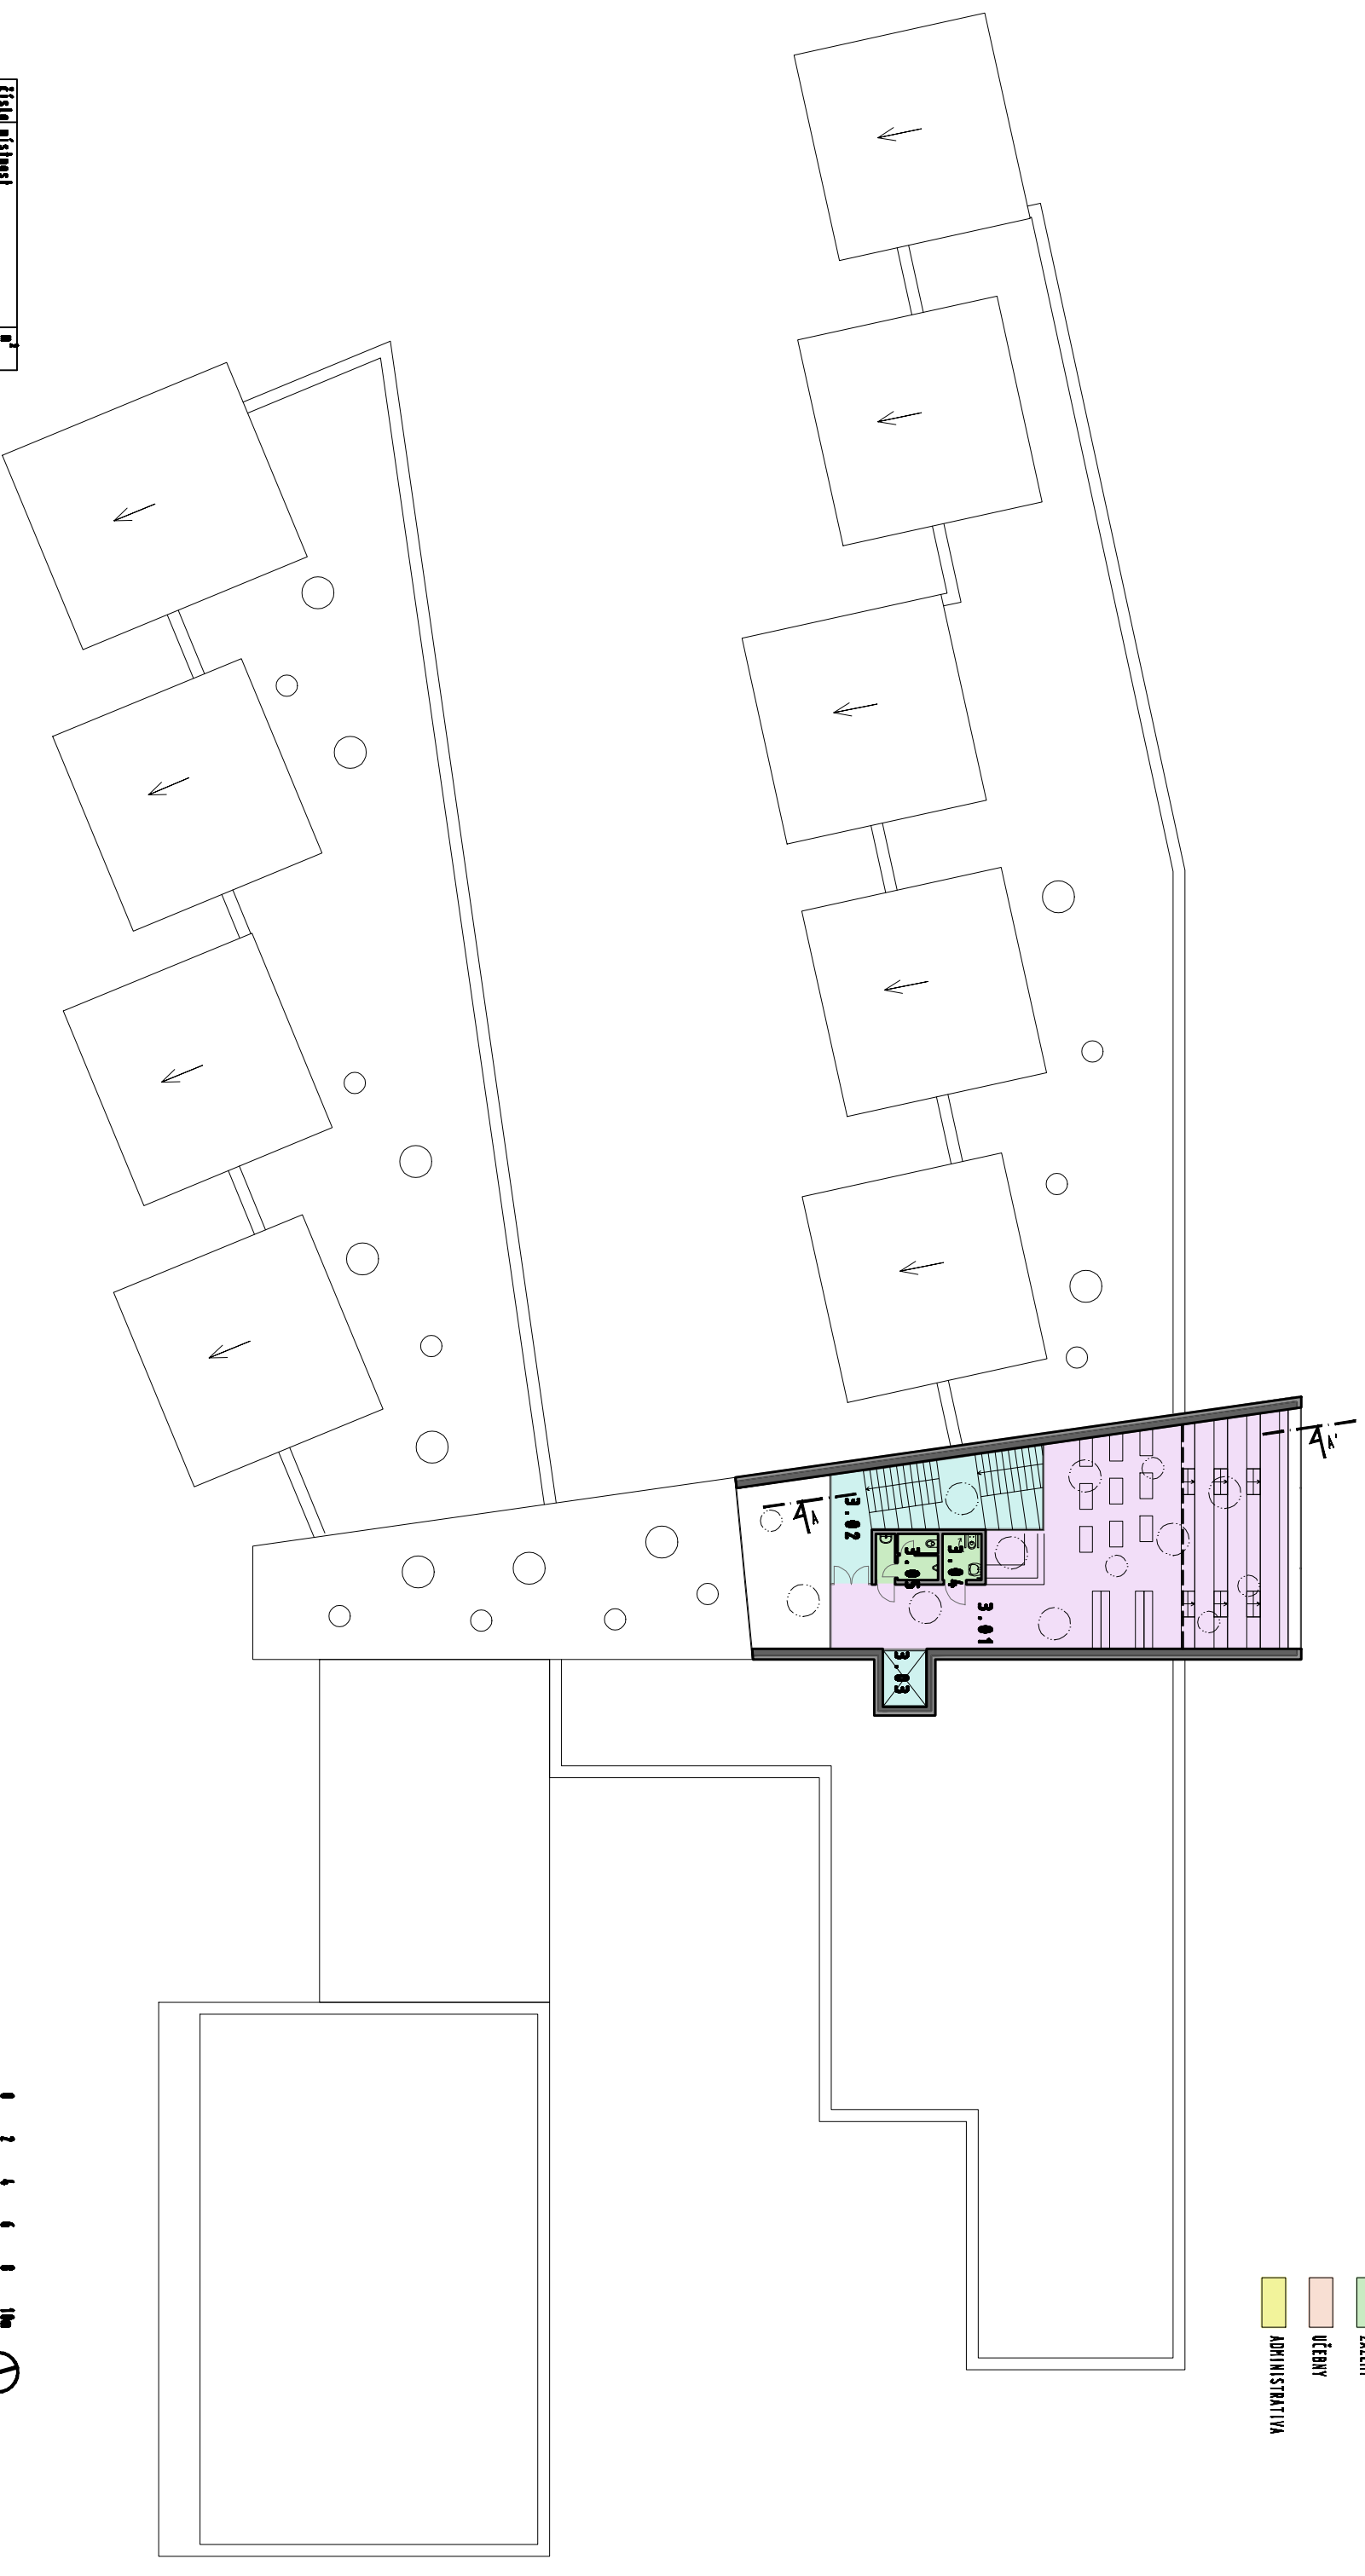 číslo místnost m²
A'
A
3.02
3.05
3.04
3.01
3.03
UČEBNY
ADMINISTRATIVA
0 2 4 6 8 10m